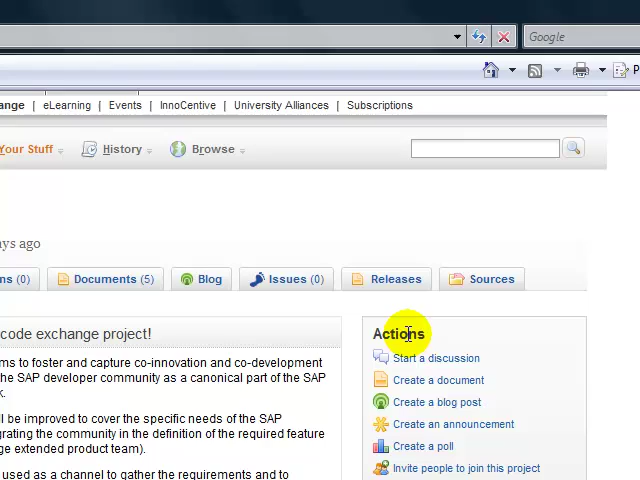 Google
ange | eLearning | Events | InnoCentive | University Alliances | Subscriptions
Your Stuff History Browse
ays ago
ns (0) Documents (5) Blog Issues (0) Releases Sources
code exchange project!
Actions
ms to foster and capture co-innovation and co-development
the SAP developer community as a canonical part of the SAP
k.
ll be improved to cover the specific needs of the SAP
grating the community in the definition of the required feature
ge extended product team).
used as a channel to gather the requirements and to
Start a discussion
Create a document
Create a blog post
Create an announcement
Create a poll
Invite people to join this project